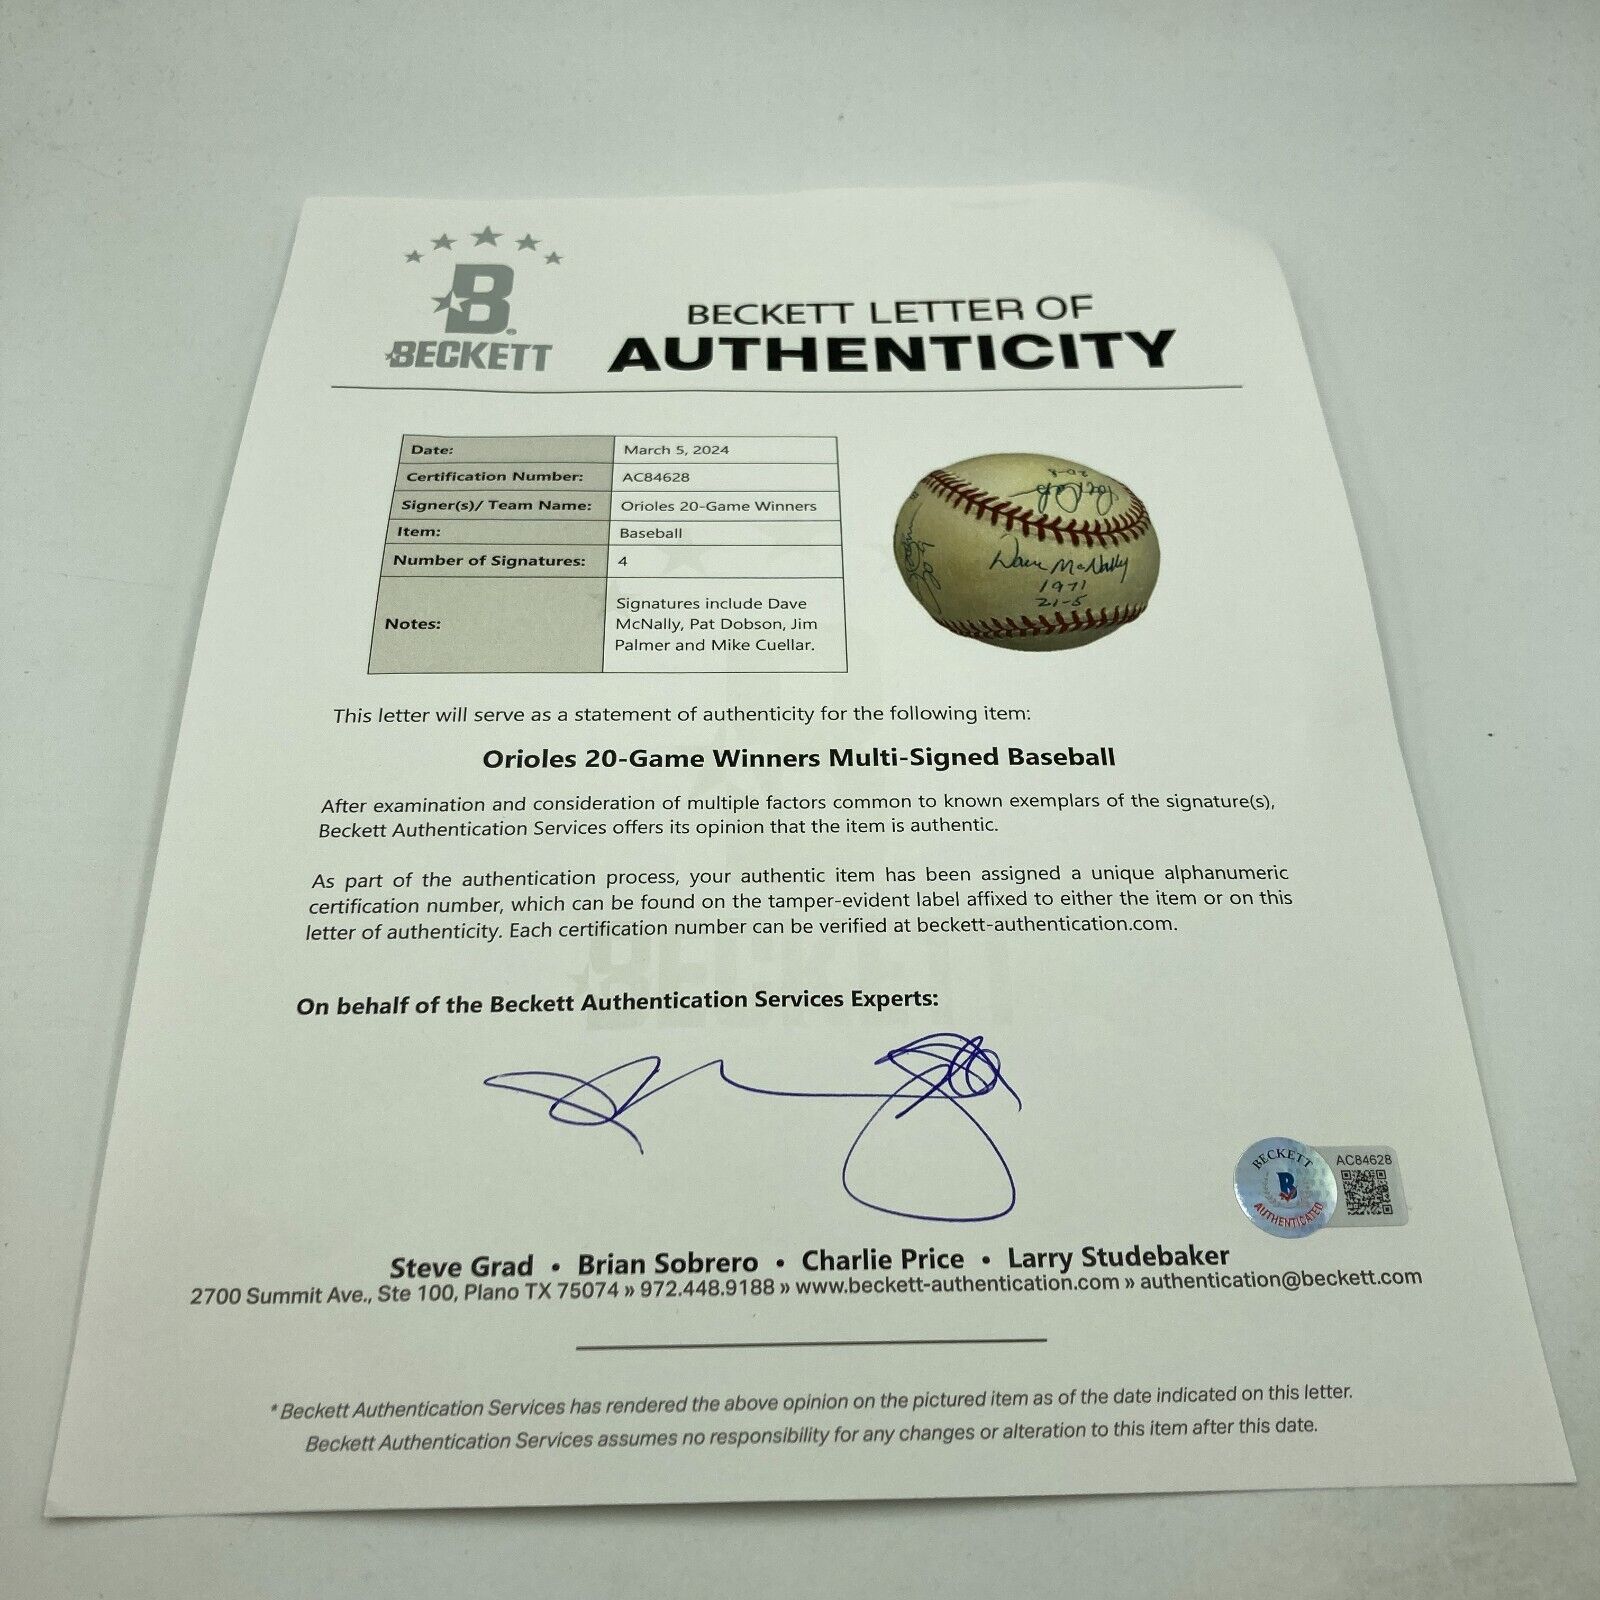 BECKETT
BECKETT LETTER OF
AUTHENTICITY
Date: March 5, 2024
Certification Number: AC84628
Signer(s)/ Team Name: Orioles 20-Game Winners
Item: Baseball
Number of Signatures: 4
Notes: Signatures include Dave
McNally, Pat Dobson, Jim
Palmer and Mike Cuellar.
20-8
Dave McNally
1971
21-5
This letter will serve as a statement of authenticity for the following item:
Orioles 20-Game Winners Multi-Signed Baseball
After examination and consideration of multiple factors common to known exemplars of the signature(s),
Beckett Authentication Services offers its opinion that the item is authentic.
As part of the authentication process, your authentic item has been assigned a unique alphanumeric
certification number, which can be found on the tamper-evident label affixed to either the item or on this
letter of authenticity. Each certification number can be verified at beckett-authentication.com.
On behalf of the Beckett Authentication Services Experts:
BECKETT
B
AUTHENTICATED
AC84628
Steve Grad • Brian Sobrero • Charlie Price • Larry Studebaker
2700 Summit Ave., Ste 100, Plano TX 75074 » 972.448.9188 » www.beckett-authentication.com » authentication@beckett.com
* Beckett Authentication Services has rendered the above opinion on the pictured item as of the date indicated on this letter.
Beckett Authentication Services assumes no responsibility for any changes or alteration to this item after this date.